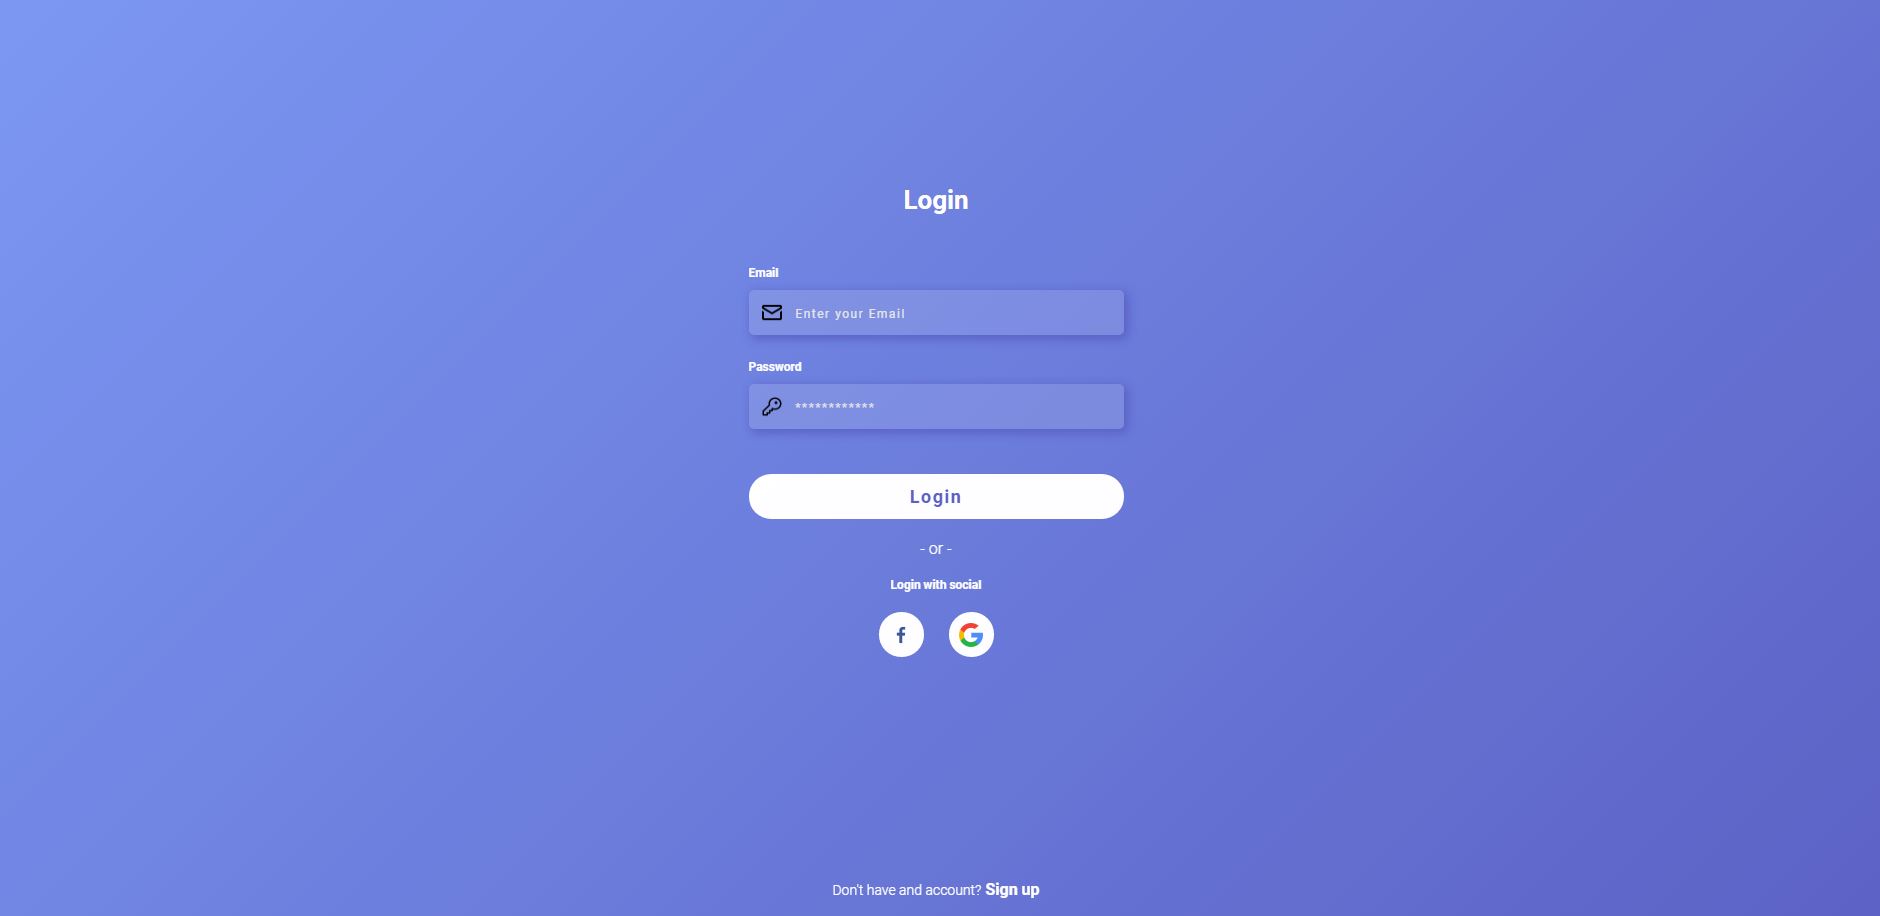 Login
Email
Enter your Email
Password
************
Login
- or -
Login with social
Don't have and account? Sign up